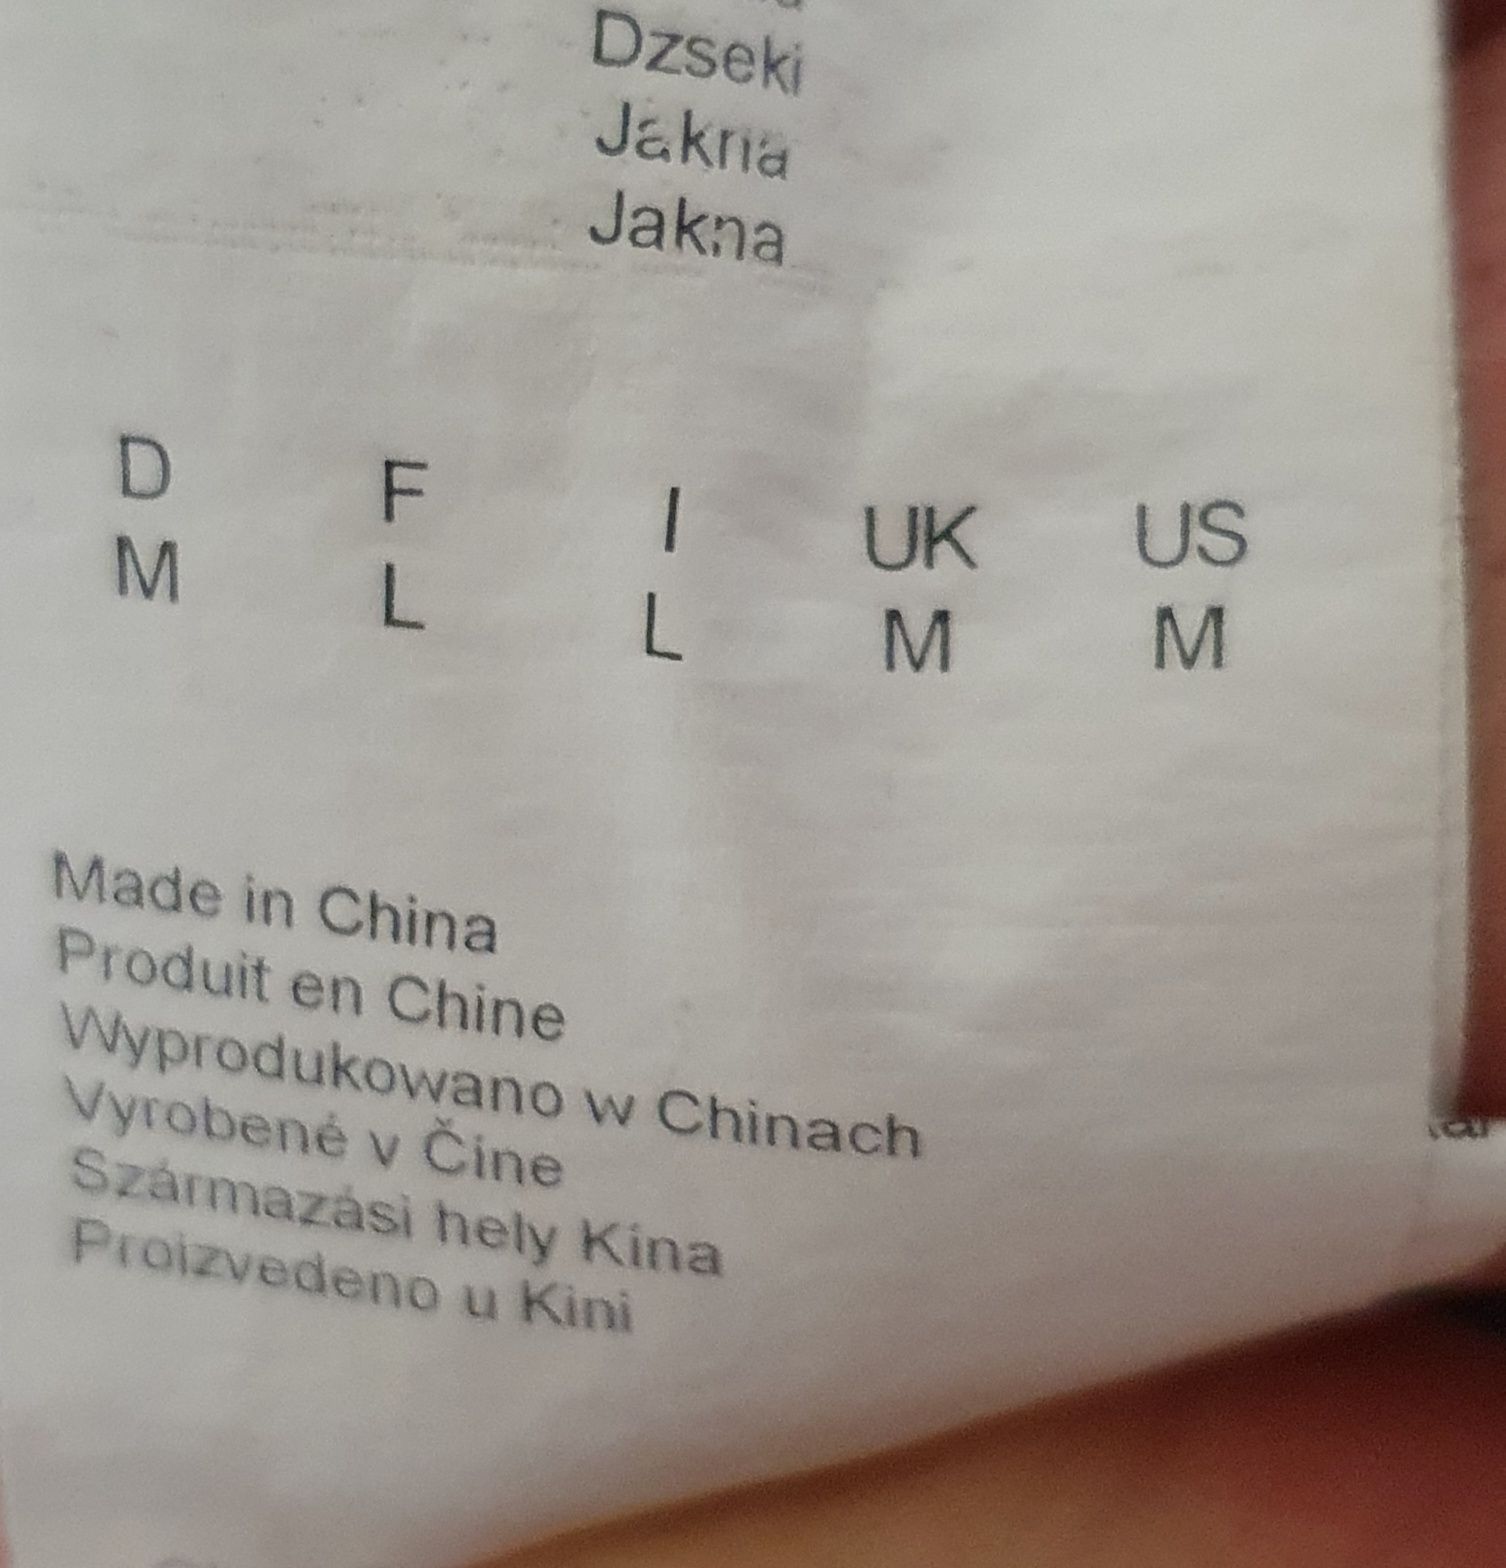 Dzseki
Jakna
Jakna
D F I UK US
M L L M M
Made in China
Produit en Chine
Wyprodukowano w Chinach
Vyrobené v Číne
Származási hely Kína
Proizvedeno u Kini